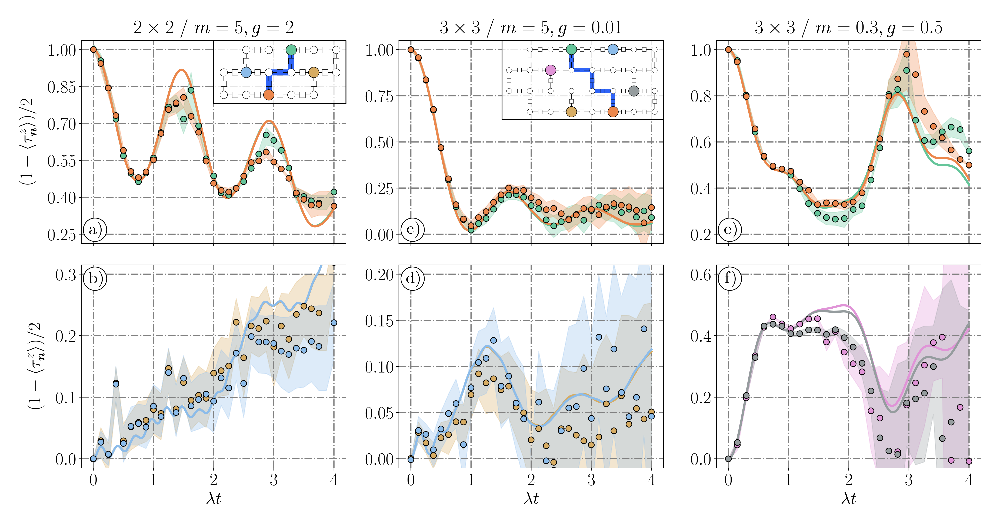 2 × 2 / m = 5, g = 2
3 × 3 / m = 5, g = 0.01
3 × 3 / m = 0.3, g = 0.5
(1 − ⟨τᶻₙ⟩)/2
1.00
0.85
0.70
0.55
0.40
0.25
a)
1.00
0.75
0.50
0.25
0.00
c)
1.0
0.8
0.6
0.4
0.2
e)
(1 − ⟨τᶻₙ⟩)/2
0.3
0.2
0.1
0.0
b)
0 1 2 3 4
λt
0.20
0.15
0.10
0.05
0.00
d)
0 1 2 3 4
λt
0.6
0.4
0.2
0.0
f)
0 1 2 3 4
λt